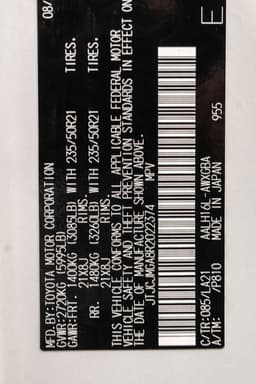 MFD.BY:TOYOTA MOTOR CORPORATION 08/
GVWR:2720KG(5995LB)
GAWR:FRT. 1400KG (3085LB) WITH 235/50R21 TIRES.
21X8J RIMS.
RR. 1480KG (3260LB) WITH 235/50R21 TIRES.
21X8J RIMS.
THIS VEHICLE CONFORMS TO ALL APPLICABLE FEDERAL MOTOR
VEHICLE SAFETY AND THEFT PREVENTION STANDARDS IN EFFECT ON
THE DATE OF MANUFACTURE SHOWN ABOVE.
JTJCJMGA8R2022374 MPV
C/TR:085/LA21 AALH16L-AWXGBA
A/TM: /P810 MADE IN JAPAN 955
E